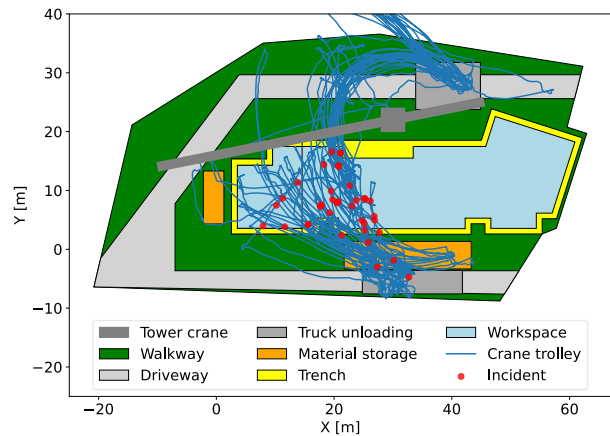 40
30
20
10
0
−10
−20
Y [m]
−20 0 20 40 60
X [m]
Tower crane Truck unloading Workspace
Walkway Material storage Crane trolley
Driveway Trench Incident